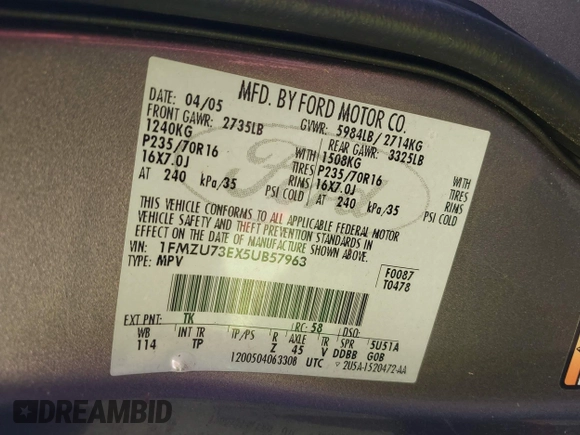 MFD. BY FORD MOTOR CO.
DATE: 04/05 GVWR: 5984LB/2714KG
FRONT GAWR: 2735LB REAR GAWR: 3325LB
1240KG WITH 1508KG WITH
P235/70R16 TIRES P235/70R16 TIRES
16X7.0J RIMS 16X7.0J RIMS
AT 240 kPa/35 PSI COLD AT 240 kPa/35 PSI COLD
THIS VEHICLE CONFORMS TO ALL APPLICABLE FEDERAL MOTOR
VEHICLE SAFETY AND THEFT PREVENTION STANDARDS IN
EFFECT ON THE DATE OF MANUFACTURE SHOWN ABOVE.
VIN: 1FMZU73EX5UB57963
TYPE: MPV
F0087
T0478
EXT PNT: TK RC: 58 DSO:
WB INT TR TP/PS R AXLE TR SPR 5U51A
114 TP Z 45 V DDBB GOB
1200504063308 UTC 2U5A-1520472-AA
Ford
DREAMBID